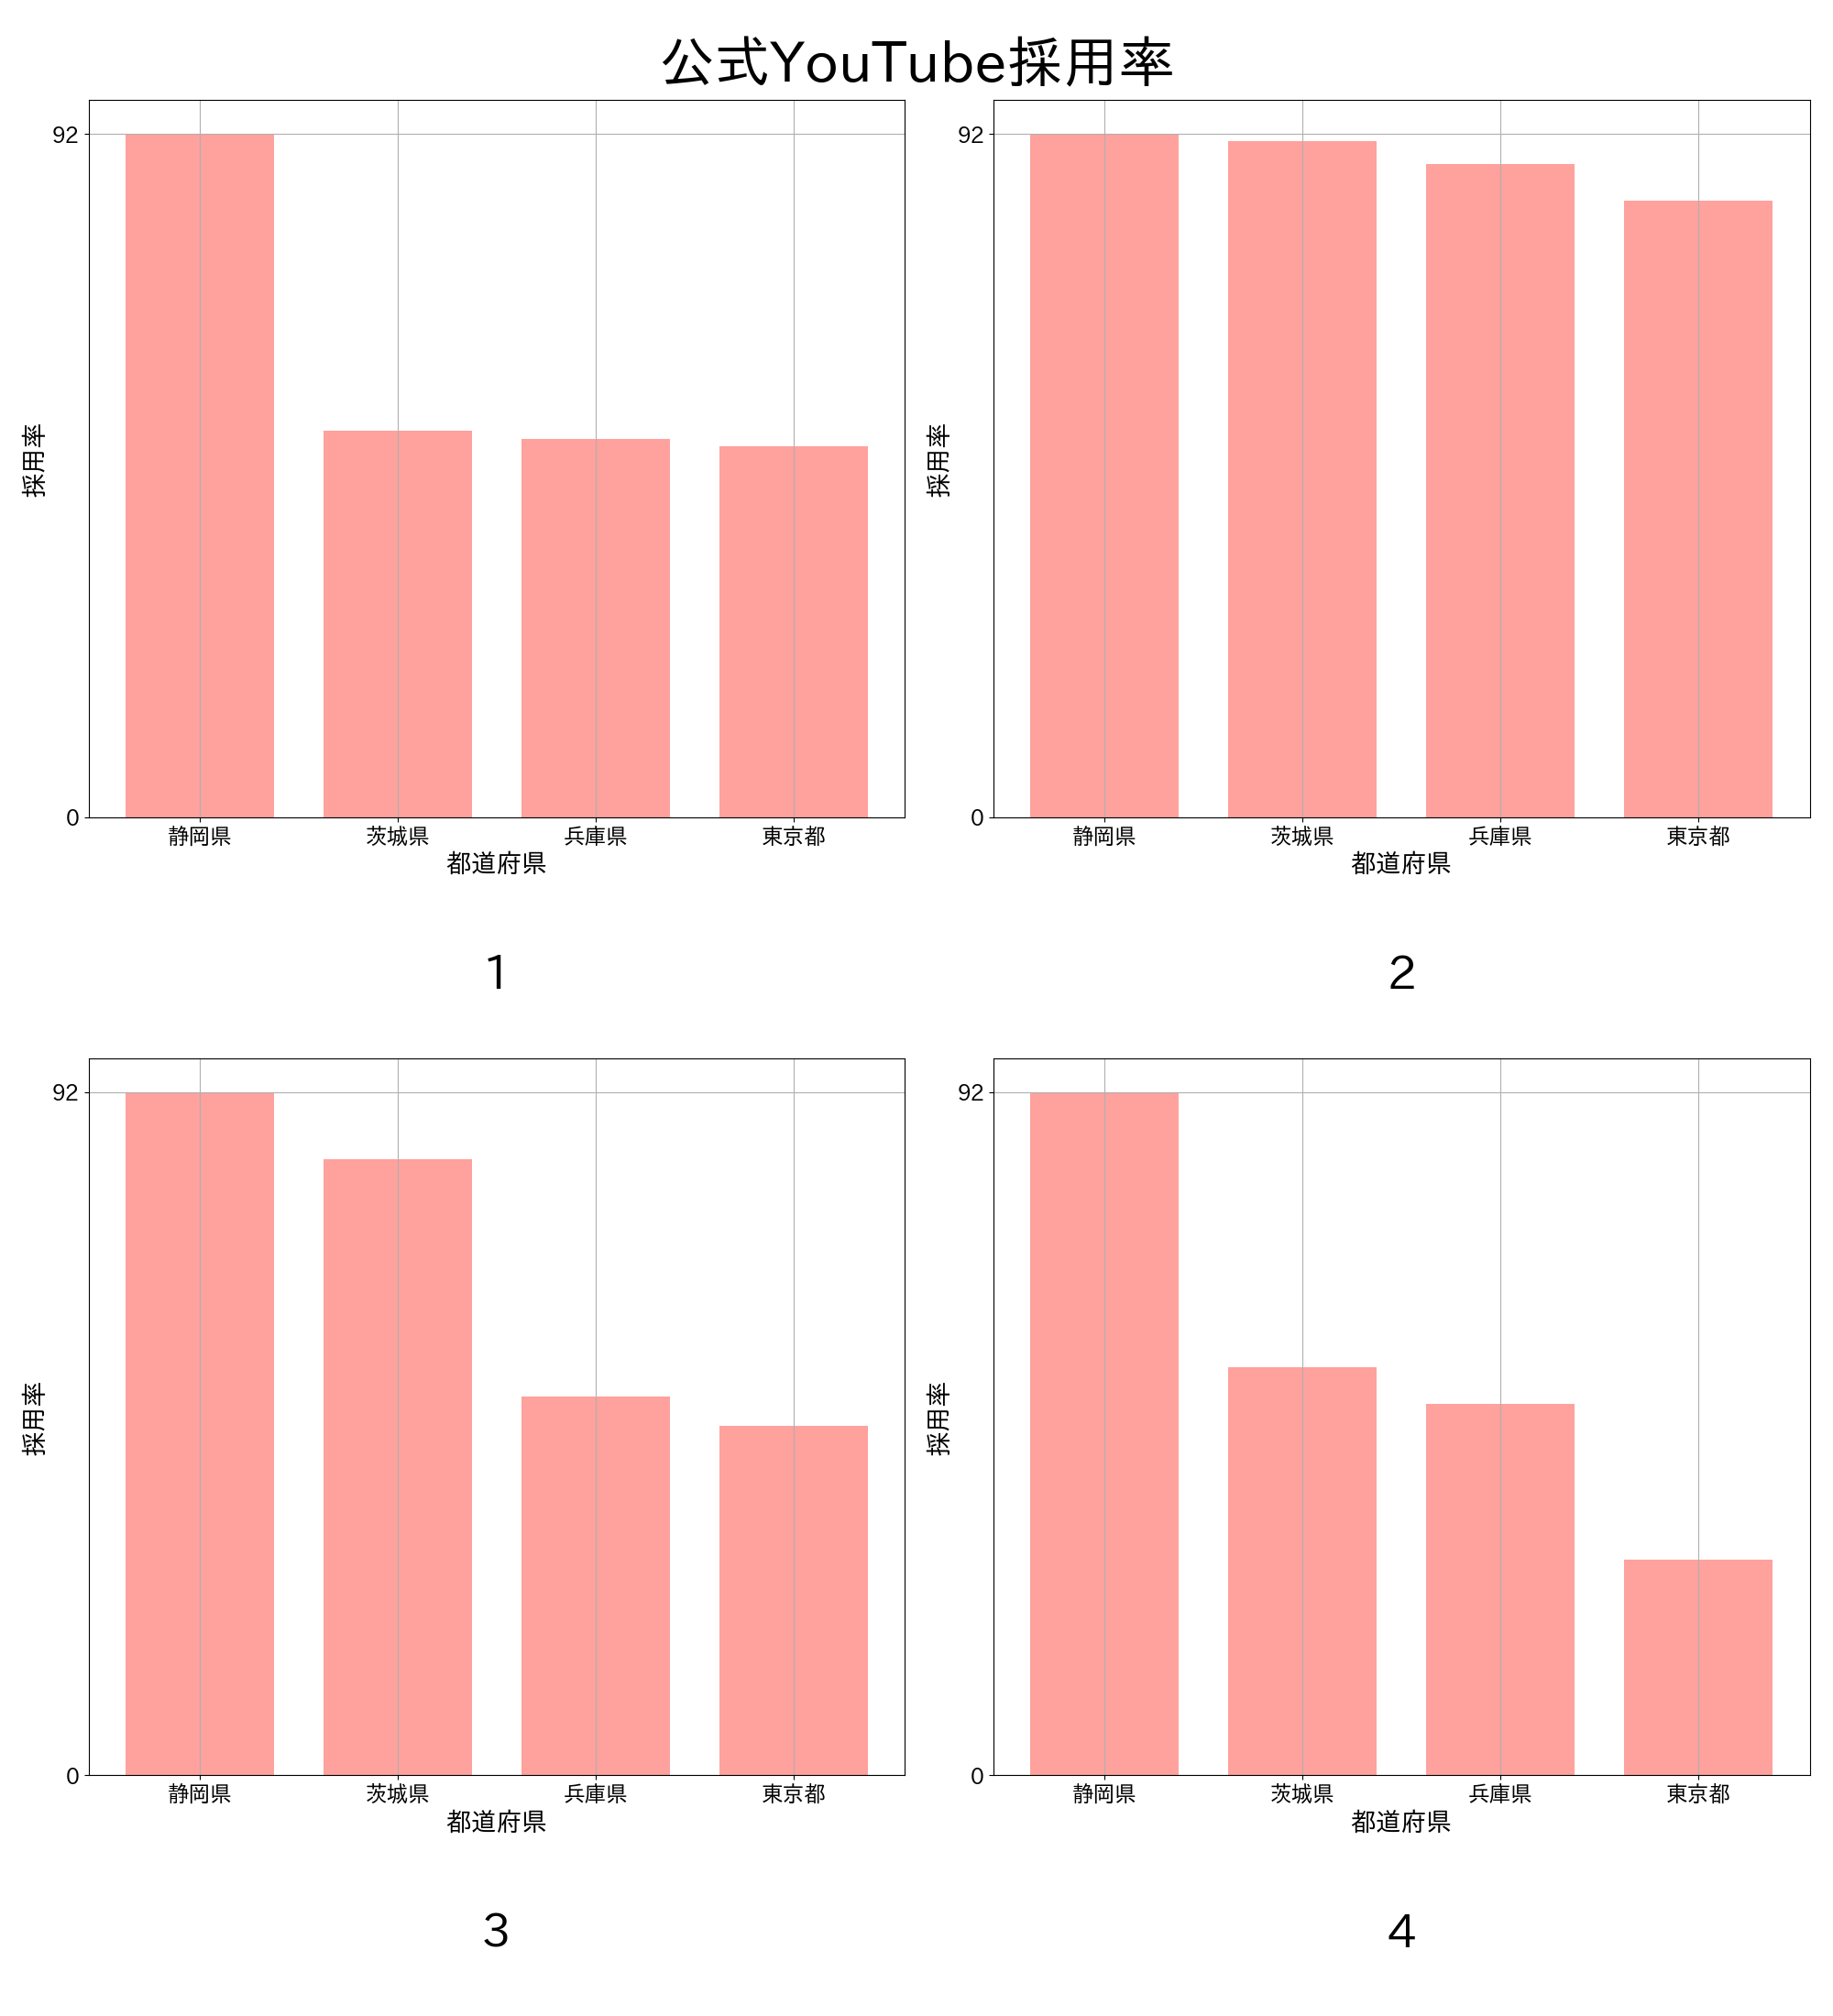 公式YouTube採用率
92
採用率
0
静岡県 茨城県 兵庫県 東京都
都道府県
1
92
採用率
0
静岡県 茨城県 兵庫県 東京都
都道府県
2
92
採用率
0
静岡県 茨城県 兵庫県 東京都
都道府県
3
92
採用率
0
静岡県 茨城県 兵庫県 東京都
都道府県
4